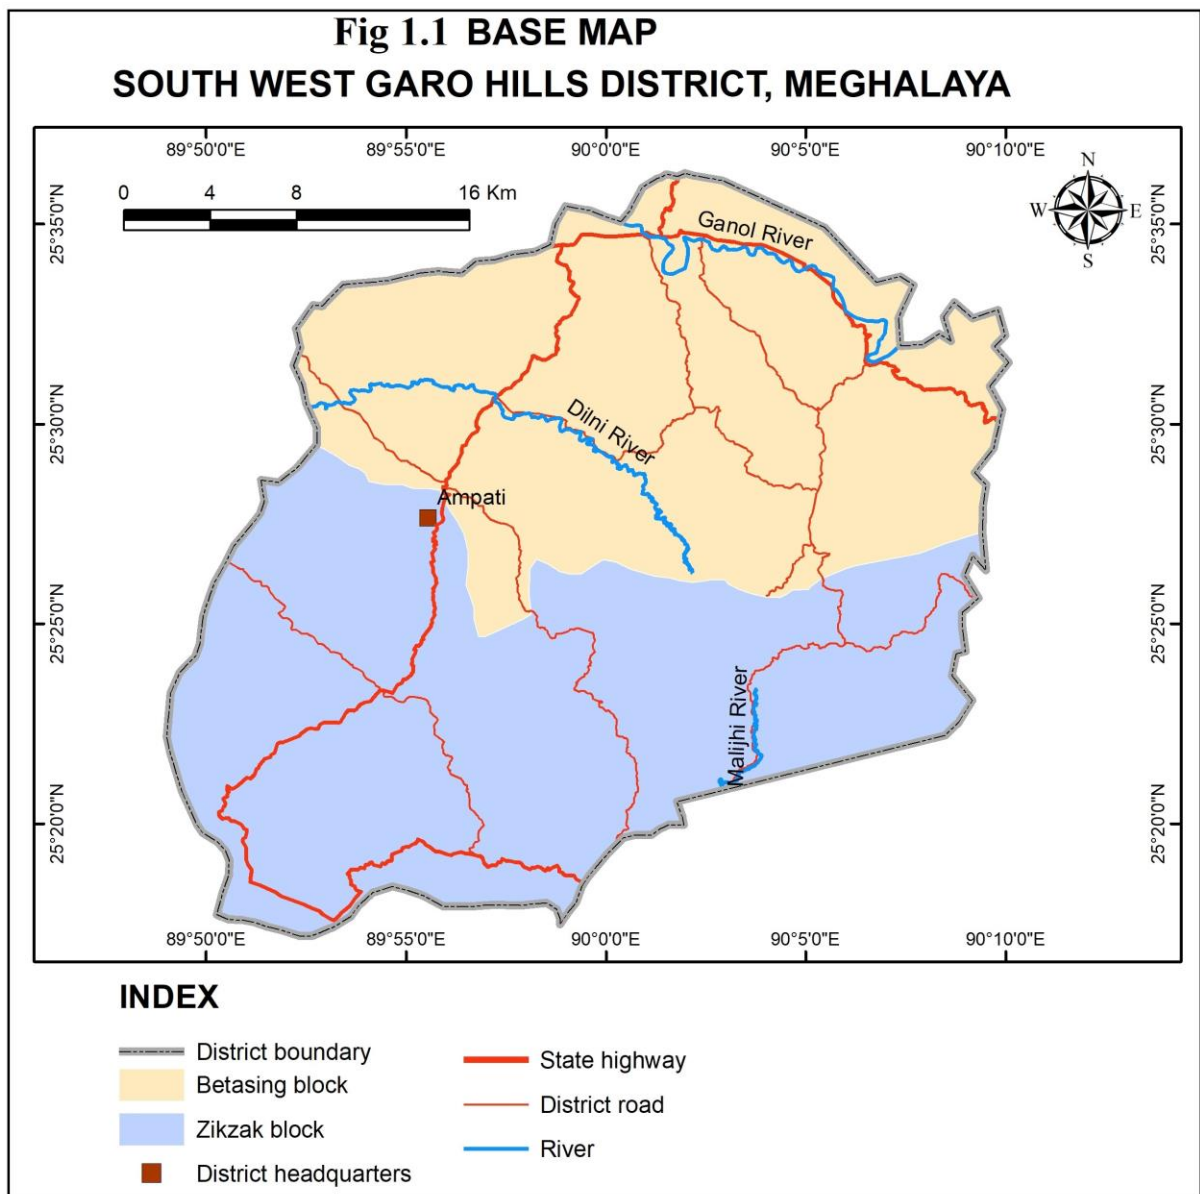 Fig 1.1 BASE MAP
SOUTH WEST GARO HILLS DISTRICT, MEGHALAYA
89°50'0"E 89°55'0"E 90°0'0"E 90°5'0"E 90°10'0"E
0 4 8 16 Km
N
W E
S
25°35'0"N 25°35'0"N
Ganol River
25°30'0"N 25°30'0"N
Dilni River
Ampati
25°25'0"N 25°25'0"N
Malijhi River
25°20'0"N 25°20'0"N
89°50'0"E 89°55'0"E 90°0'0"E 90°5'0"E 90°10'0"E
INDEX
District boundary
Betasing block
Zikzak block
District headquarters
State highway
District road
River